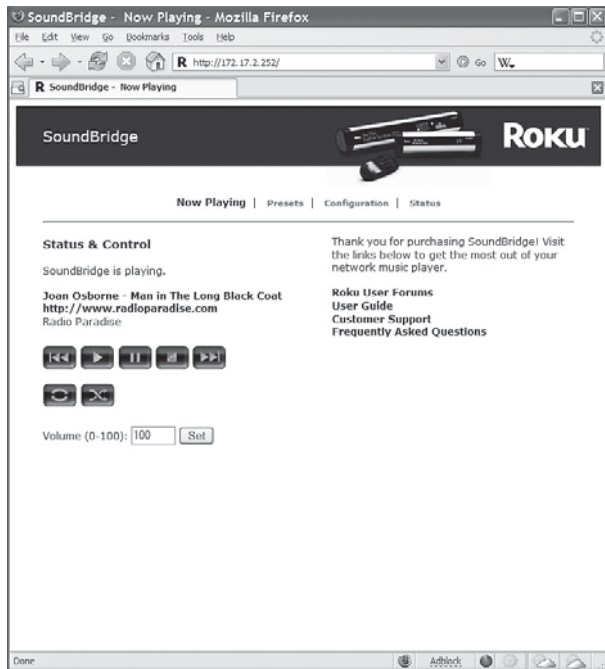 SoundBridge - Now Playing - Mozilla Firefox
File Edit View Go Bookmarks Tools Help
R http://172.17.2.252/ Go W.
R SoundBridge - Now Playing
SoundBridge
Roku
Now Playing | Presets | Configuration | Status
Status & Control
SoundBridge is playing.
Joan Osborne - Man in The Long Black Coat
http://www.radioparadise.com
Radio Paradise
Volume (0-100): 100 Set
Thank you for purchasing SoundBridge! Visit
the links below to get the most out of your
network music player.
Roku User Forums
User Guide
Customer Support
Frequently Asked Questions
Done Adblock